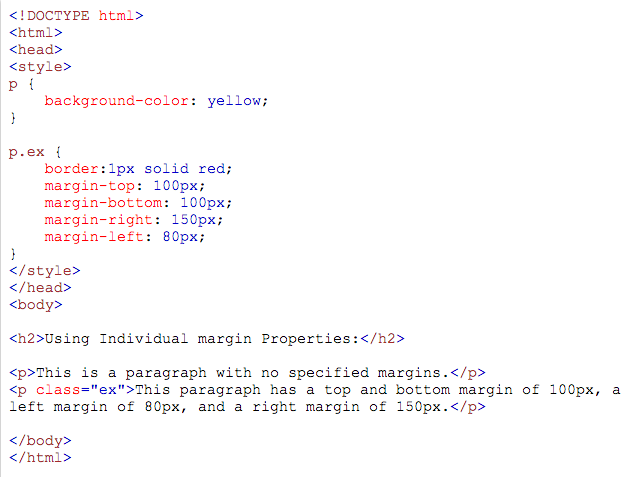 <!DOCTYPE html>
<html>
<head>
<style>
p {
    background-color: yellow;
}

p.ex {
    border:1px solid red;
    margin-top: 100px;
    margin-bottom: 100px;
    margin-right: 150px;
    margin-left: 80px;
}
</style>
</head>
<body>

<h2>Using Individual margin Properties:</h2>

<p>This is a paragraph with no specified margins.</p>
<p class="ex">This paragraph has a top and bottom margin of 100px, a
left margin of 80px, and a right margin of 150px.</p>

</body>
</html>